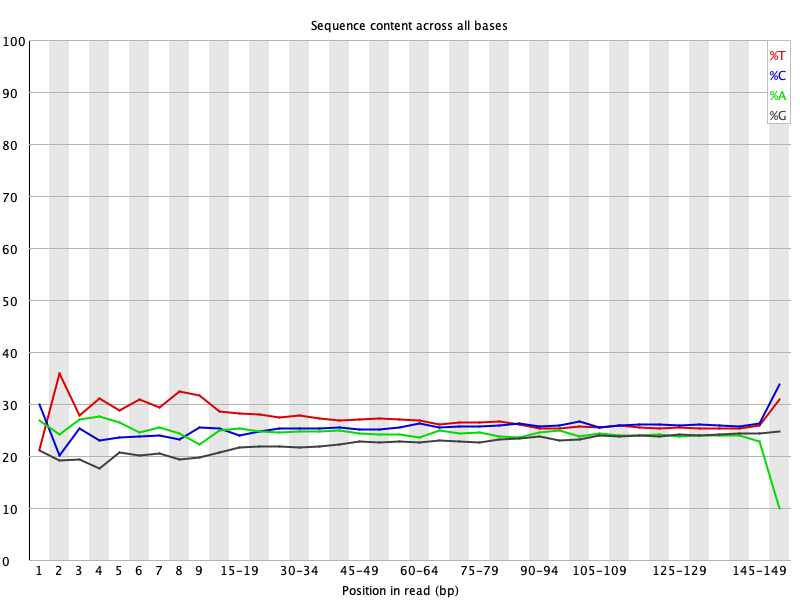 Sequence content across all bases
100
90
80
70
60
50
40
30
20
10
0
%T
%C
%A
%G
1 2 3 4 5 6 7 8 9 15-19 30-34 45-49 60-64 75-79 90-94 105-109 125-129 145-149
Position in read (bp)